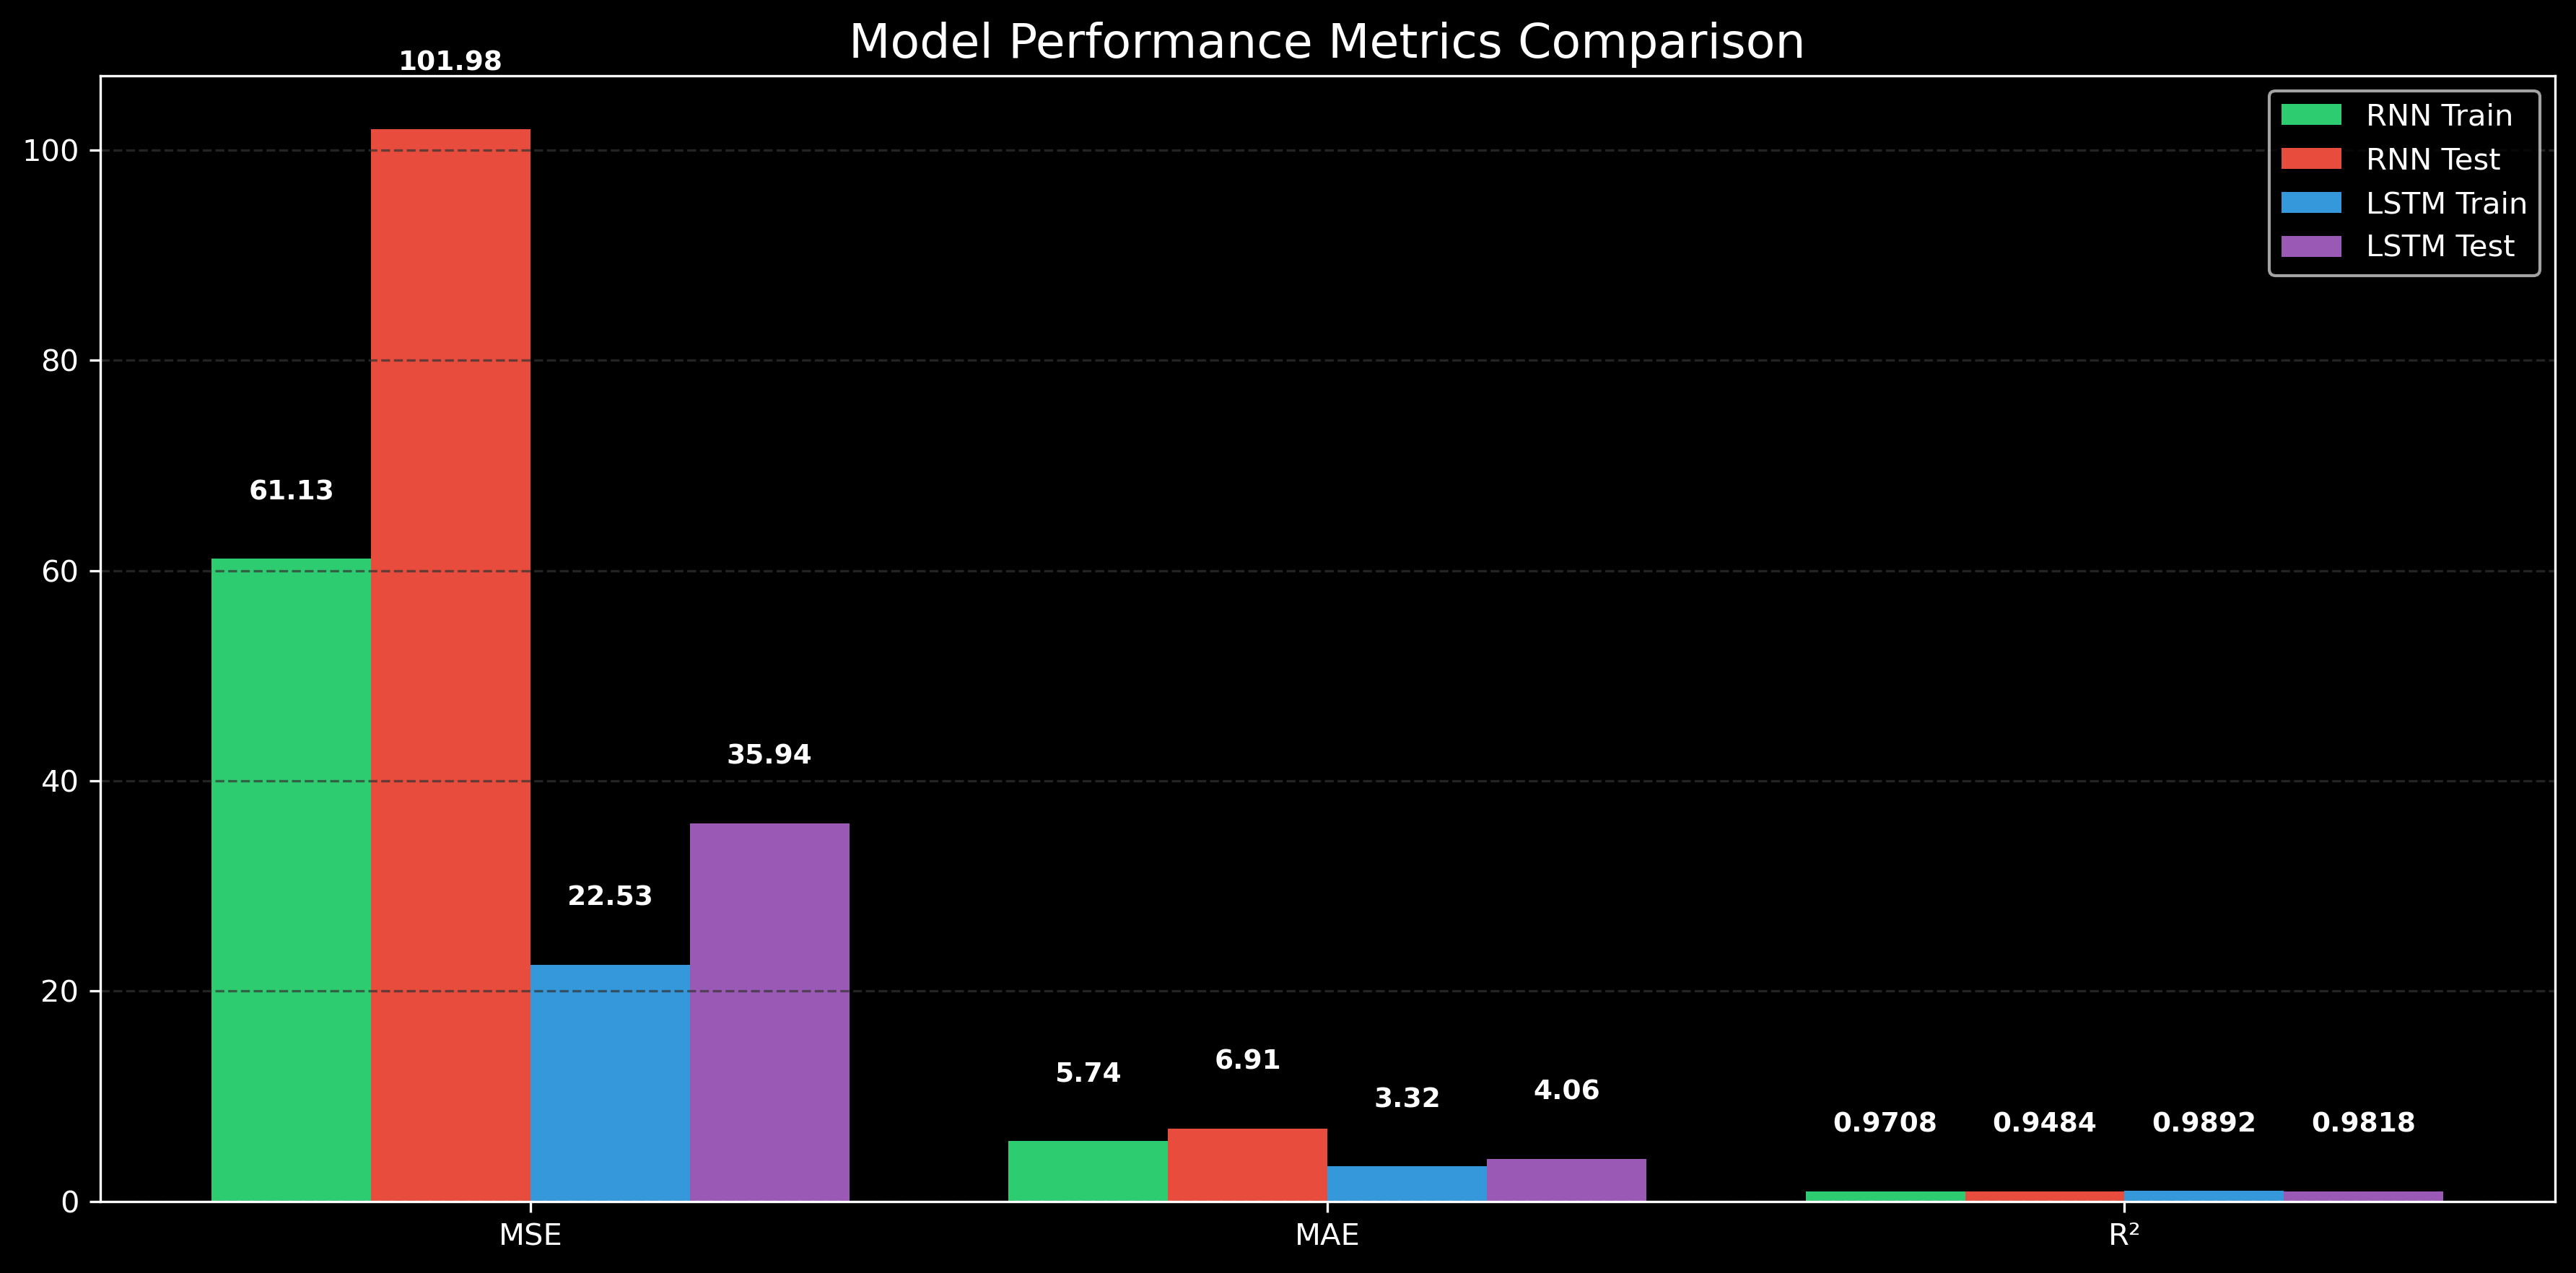 Model Performance Metrics Comparison
101.98
RNN Train
RNN Test
LSTM Train
LSTM Test
100
80
60
40
20
0
61.13
22.53
35.94
5.74
6.91
3.32
4.06
0.9708
0.9484
0.9892
0.9818
MSE
MAE
R²